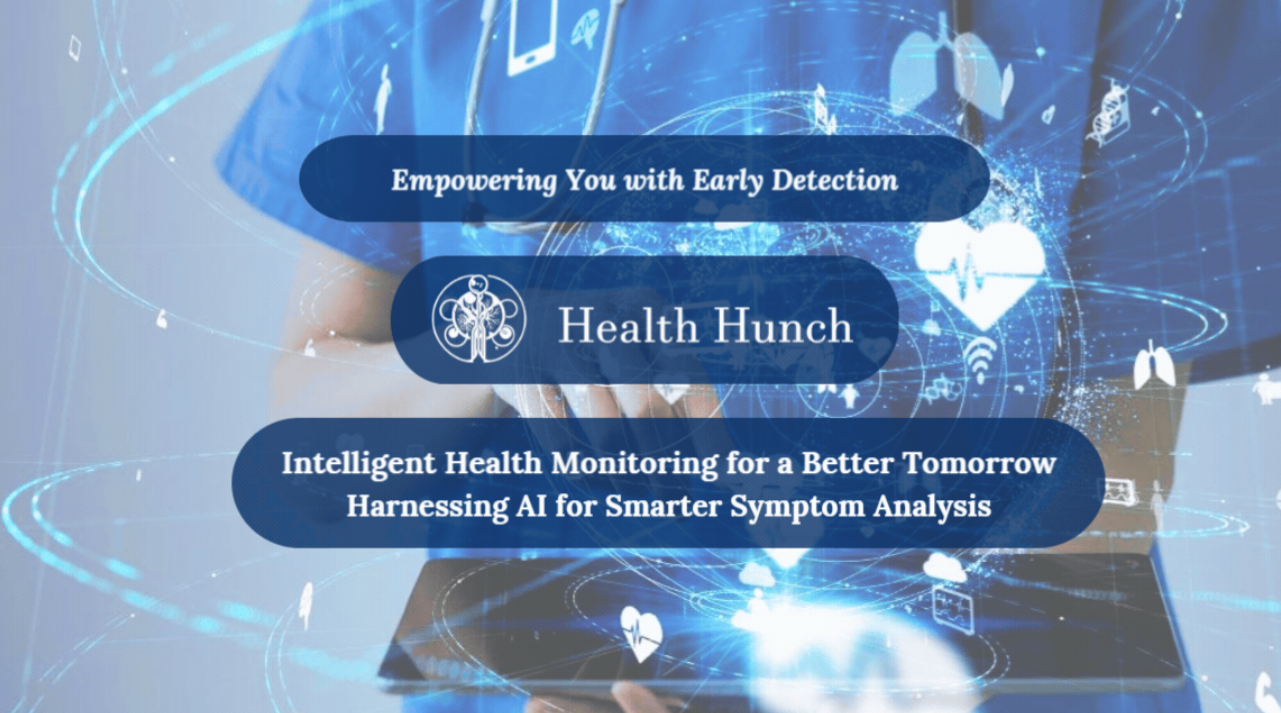 Empowering You with Early Detection
Health Hunch
Intelligent Health Monitoring for a Better Tomorrow
Harnessing AI for Smarter Symptom Analysis